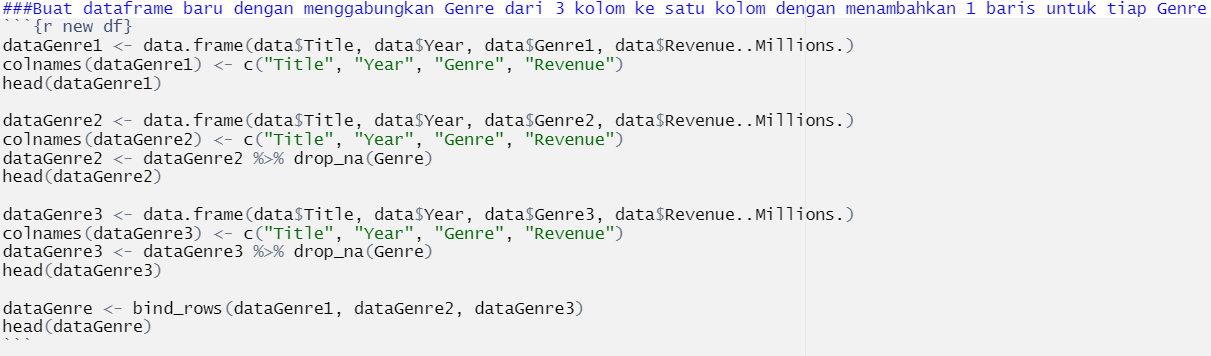 ###Buat dataframe baru dengan menggabungkan Genre dari 3 kolom ke satu kolom dengan menambahkan 1 baris untuk tiap Genre
```{r new df}
dataGenre1 <- data.frame(data$Title, data$Year, data$Genre1, data$Revenue..Millions.)
colnames(dataGenre1) <- c("Title", "Year", "Genre", "Revenue")
head(dataGenre1)

dataGenre2 <- data.frame(data$Title, data$Year, data$Genre2, data$Revenue..Millions.)
colnames(dataGenre2) <- c("Title", "Year", "Genre", "Revenue")
dataGenre2 <- dataGenre2 %>% drop_na(Genre)
head(dataGenre2)

dataGenre3 <- data.frame(data$Title, data$Year, data$Genre3, data$Revenue..Millions.)
colnames(dataGenre3) <- c("Title", "Year", "Genre", "Revenue")
dataGenre3 <- dataGenre3 %>% drop_na(Genre)
head(dataGenre3)

dataGenre <- bind_rows(dataGenre1, dataGenre2, dataGenre3)
head(dataGenre)
```